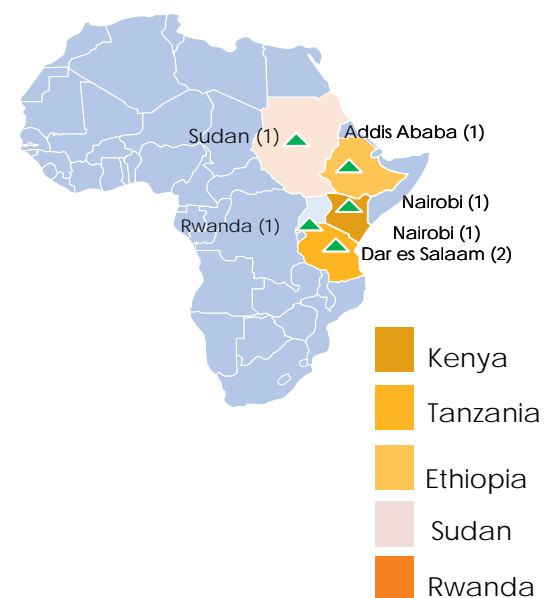 Sudan (1)
Addis Ababa (1)
Nairobi (1)
Rwanda (1)
Nairobi (1)
Dar es Salaam (2)
Kenya
Tanzania
Ethiopia
Sudan
Rwanda